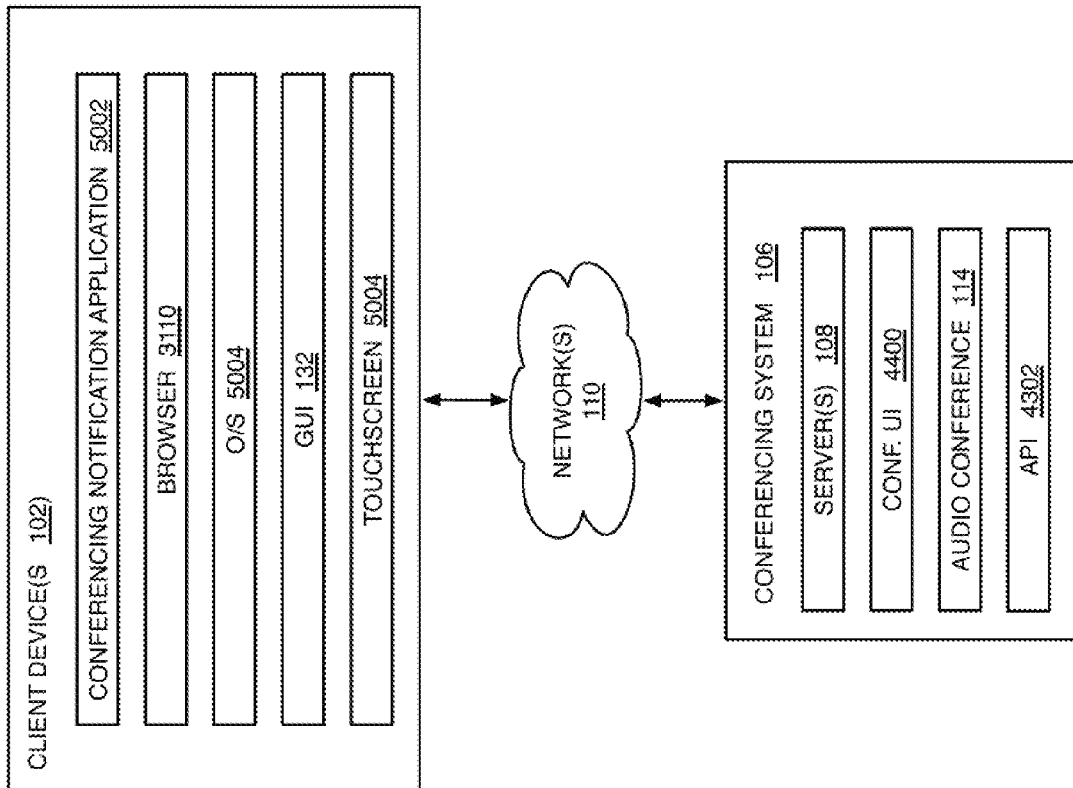 CLIENT DEVICE(S 102)
CONFERENCING NOTIFICATION APPLICATION 5002
BROWSER 3110
O/S 5004
GUI 132
TOUCHSCREEN 5004
NETWORK(S)
110
CONFERENCING SYSTEM 106
SERVER(S) 108
CONF. UI 4400
AUDIO CONFERENCE 114
API 4302